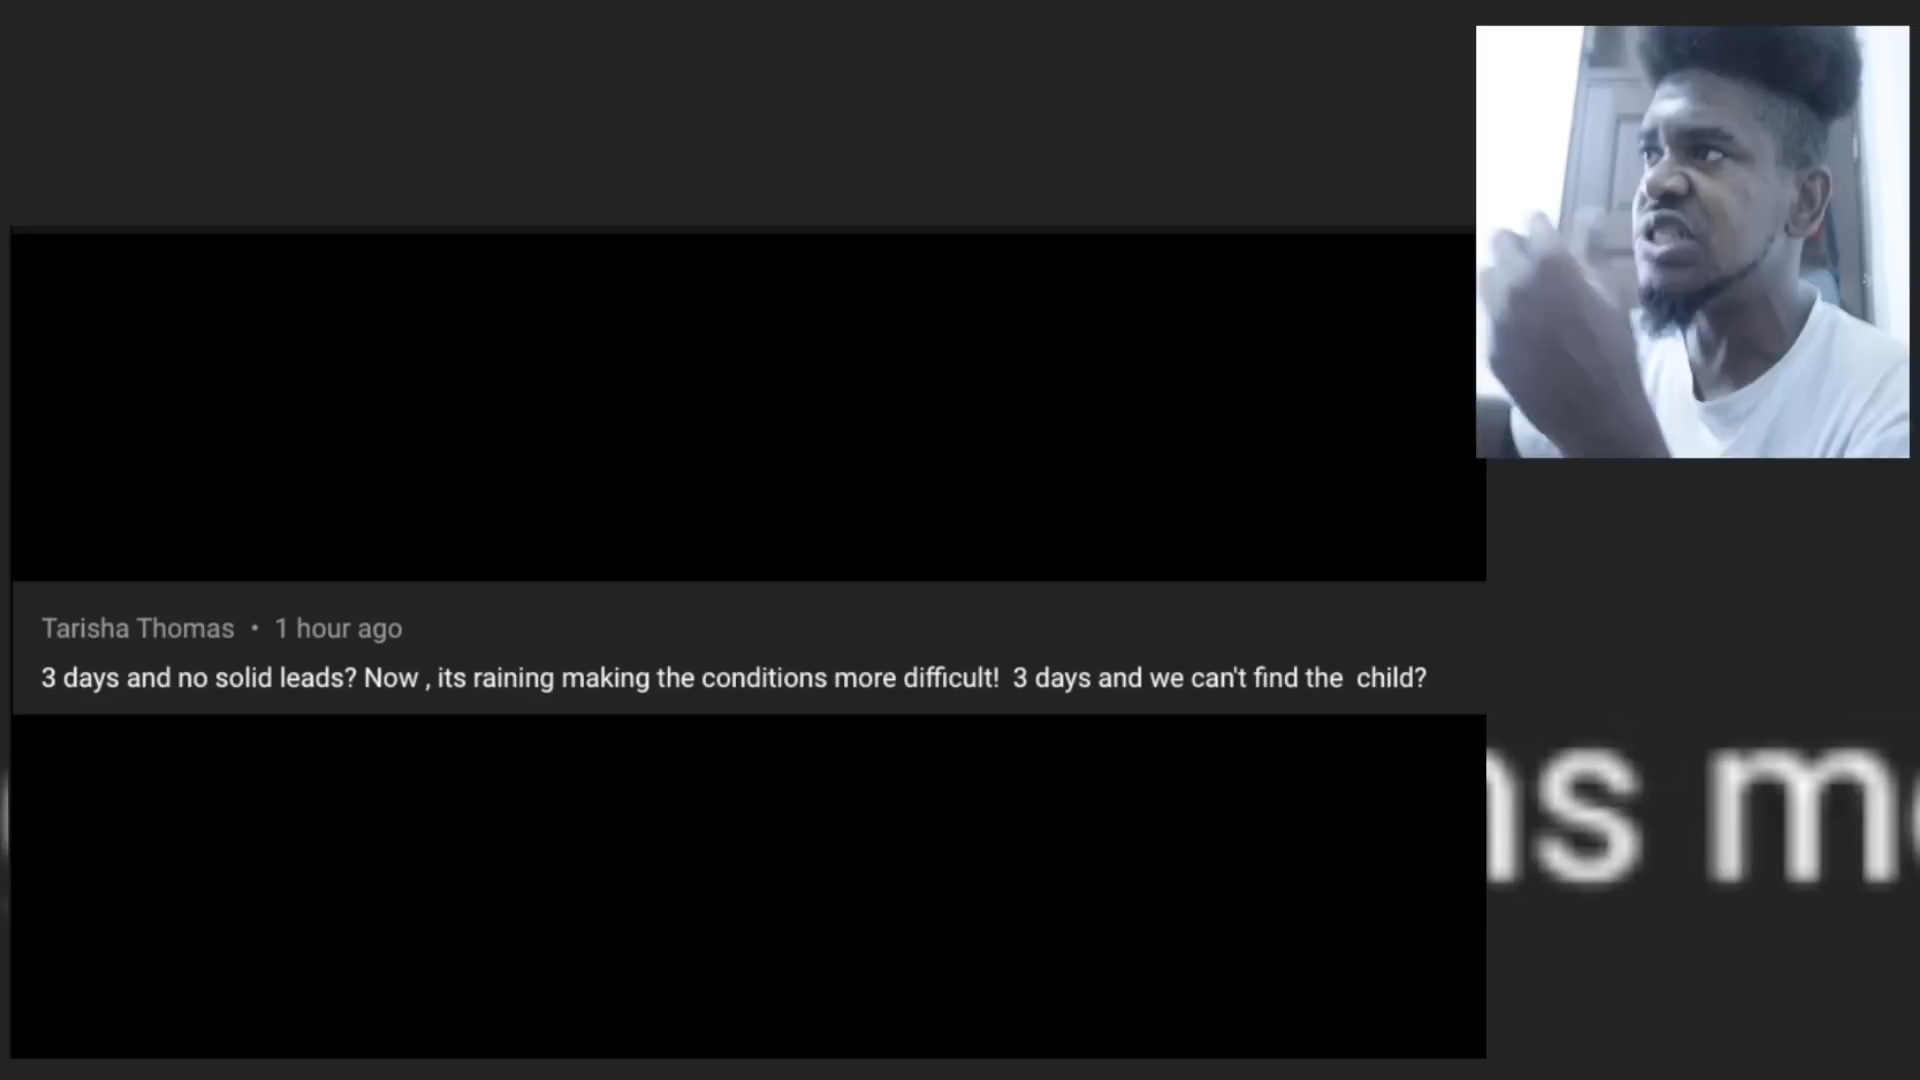 Tarisha Thomas • 1 hour ago
3 days and no solid leads? Now , its raining making the conditions more difficult!  3 days and we can't find the  child?